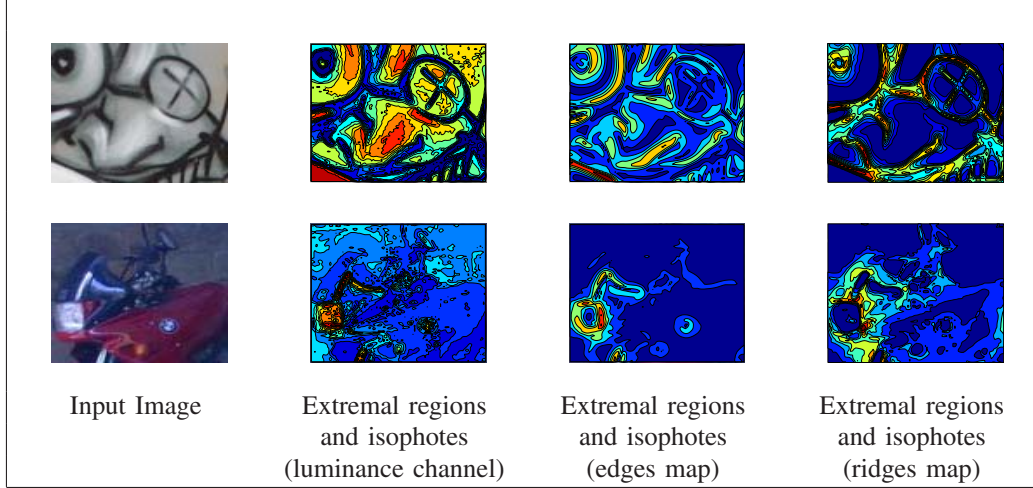 Input Image
Extremal regions
and isophotes
(luminance channel)
Extremal regions
and isophotes
(edges map)
Extremal regions
and isophotes
(ridges map)